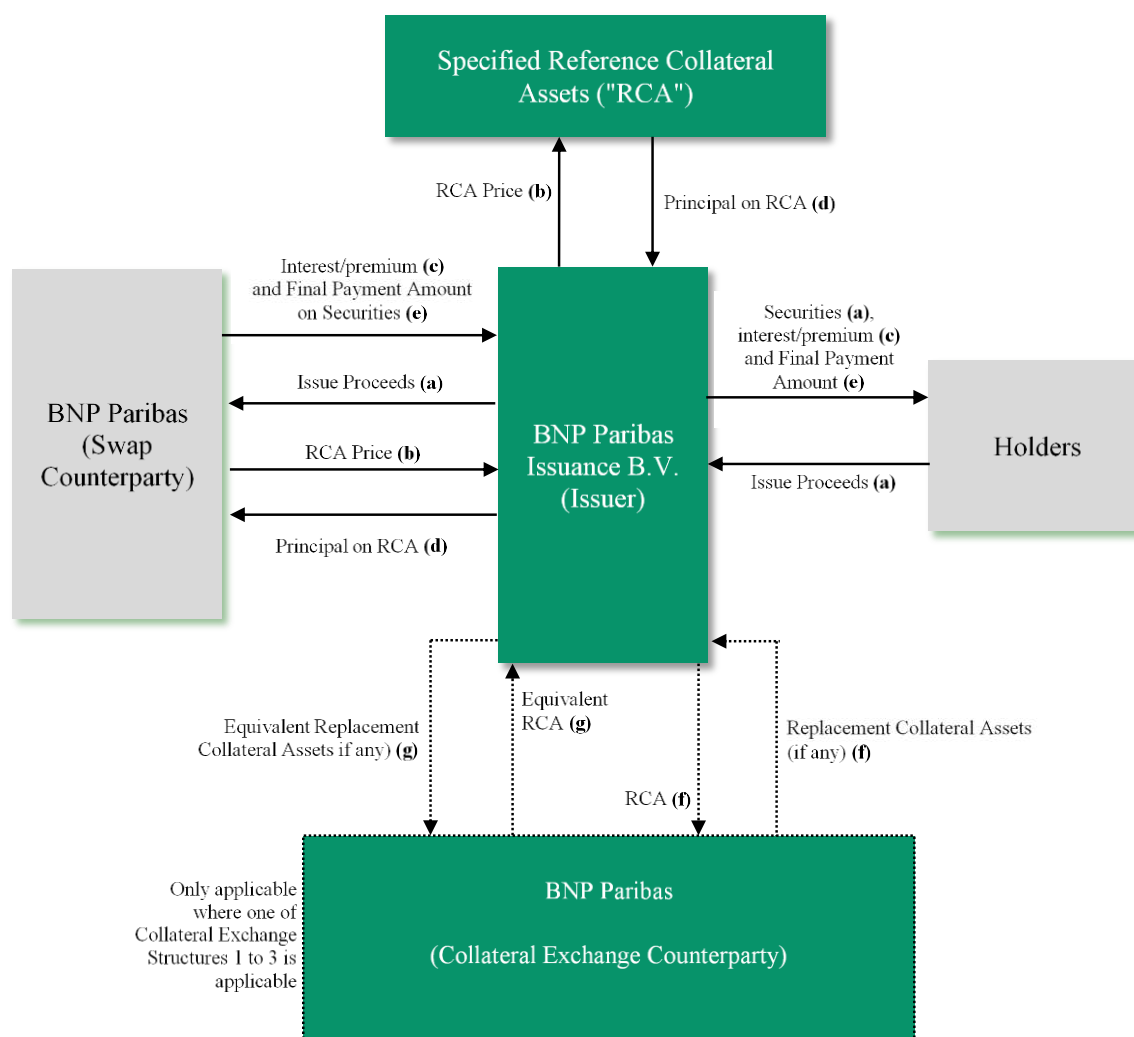 Specified Reference Collateral
Assets ("RCA")
RCA Price (b)
Principal on RCA (d)
Interest/premium (c)
and Final Payment Amount
on Securities (e)
Issue Proceeds (a)
RCA Price (b)
Principal on RCA (d)
BNP Paribas
(Swap
Counterparty)
BNP Paribas
Issuance B.V.
(Issuer)
Securities (a),
interest/premium (c)
and Final Payment
Amount (e)
Issue Proceeds (a)
Holders
Equivalent Replacement
Collateral Assets if any) (g)
Equivalent
RCA (g)
RCA (f)
Replacement Collateral Assets
(if any) (f)
Only applicable
where one of
Collateral Exchange
Structures 1 to 3 is
applicable
BNP Paribas
(Collateral Exchange Counterparty)